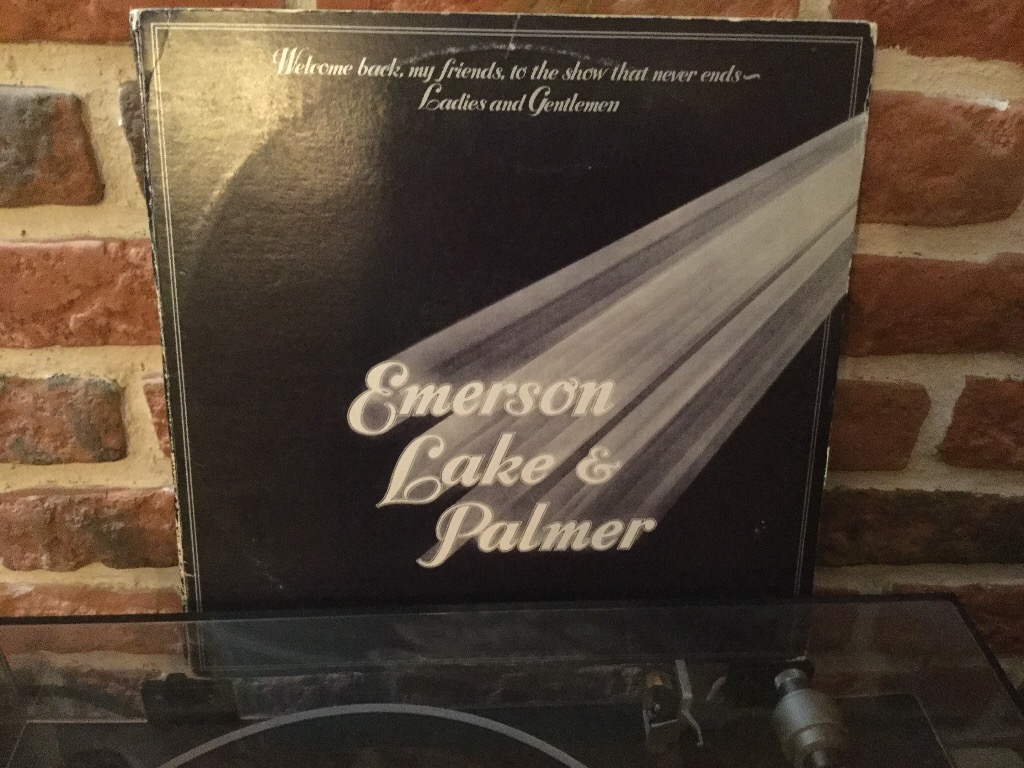 Welcome back, my friends, to the show that never ends~
Ladies and Gentlemen
Emerson
Lake &
Palmer